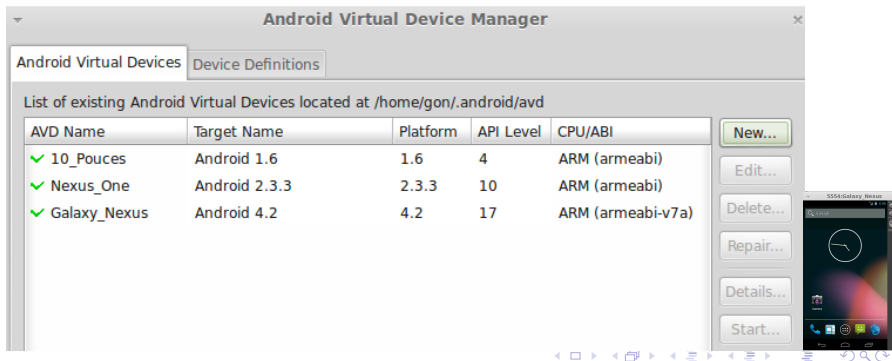 Android Virtual Device Manager
Android Virtual Devices Device Definitions
List of existing Android Virtual Devices located at /home/gon/.android/avd
AVD Name Target Name Platform API Level CPU/ABI
10_Pouces Android 1.6 1.6 4 ARM (armeabi)
Nexus_One Android 2.3.3 2.3.3 10 ARM (armeabi)
Galaxy_Nexus Android 4.2 4.2 17 ARM (armeabi-v7a)
New...
Edit...
Delete...
Repair...
Details...
Start...
5554:Galaxy_Nexus